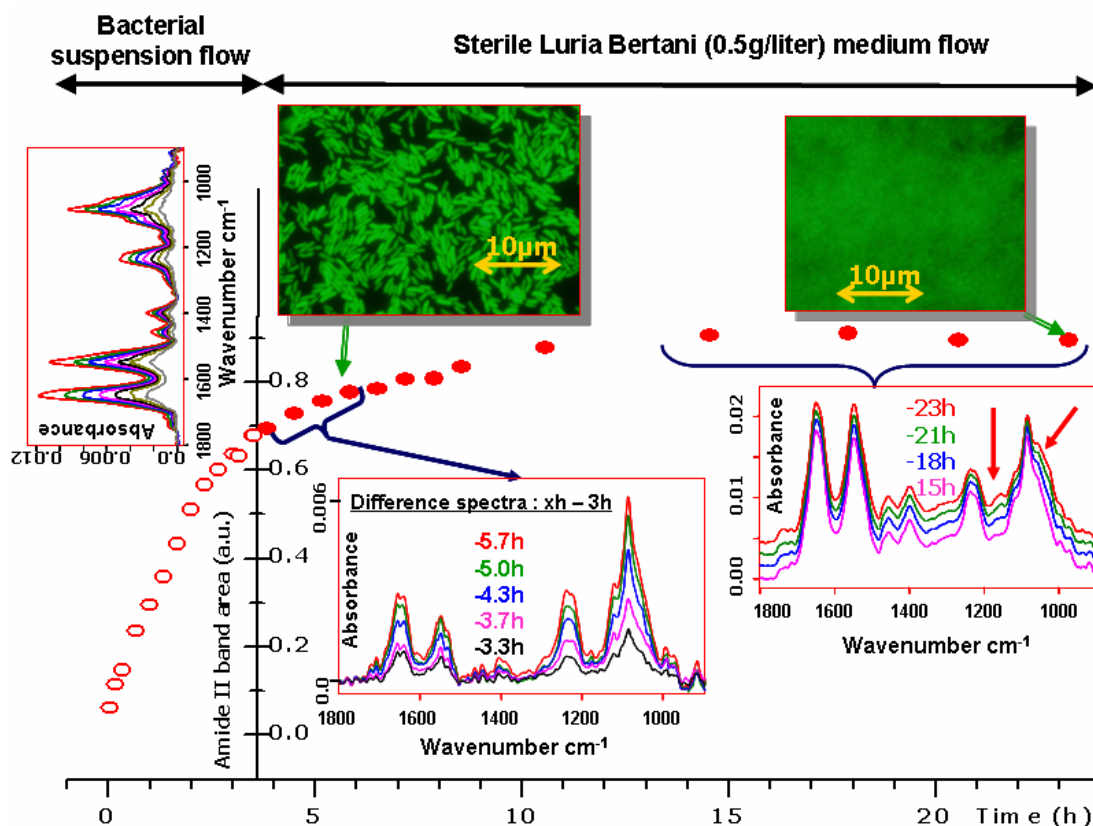 Bacterial
suspension flow
Sterile Luria Bertani (0.5g/liter) medium flow
1000
1200
1400
1600
1800
Wavenumber cm-1
Absorbance
0.012
0.006
0.0
10µm
10µm
0.8
0.6
0.4
0.2
0.0
Amide II band area (a.u.)
Difference spectra : xh – 3h
-5.7h
-5.0h
-4.3h
-3.7h
-3.3h
0.006
0.0
Absorbance
1800
1600
1400
1200
1000
Wavenumber cm-1
-23h
-21h
-18h
-15h
0.02
0.01
0.00
Absorbance
1800
1600
1400
1200
1000
Wavenumber cm-1
0
5
10
15
20
Time (h)